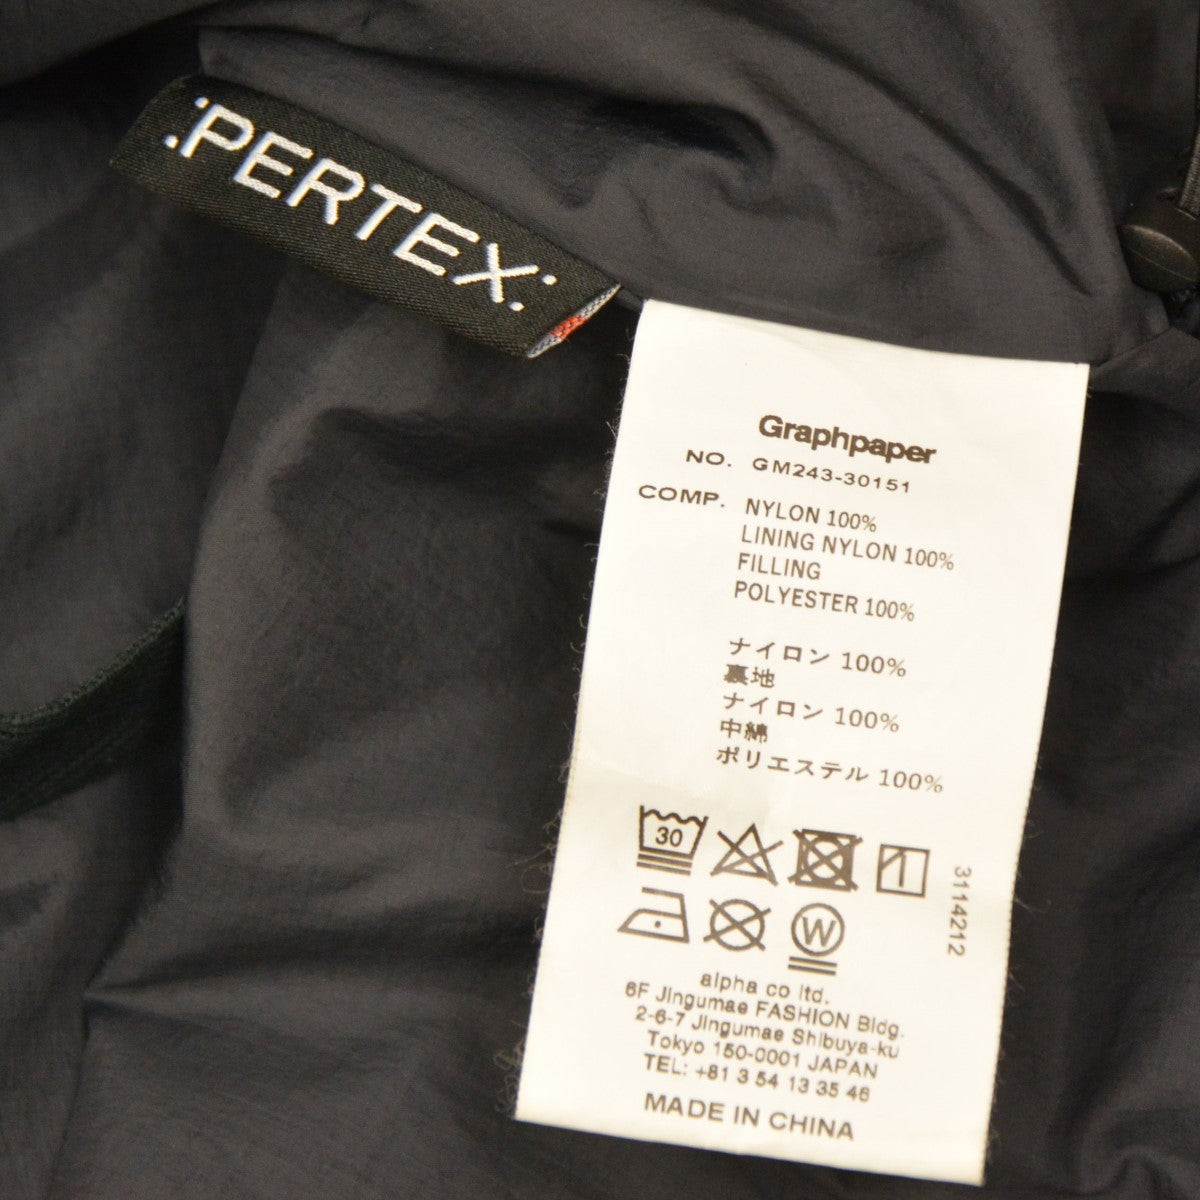 :PERTEX:
Graphpaper
NO. GM243-30151
COMP. NYLON 100%
LINING NYLON 100%
FILLING
POLYESTER 100%
ナイロン 100%
裏地
ナイロン 100%
中綿
ポリエステル 100%
30
W
3114212
alpha co ltd.
6F Jingumae FASHION Bldg.
2-6-7 Jingumae Shibuya-ku
Tokyo 150-0001 JAPAN
TEL: +81 3 54 13 35 46
MADE IN CHINA